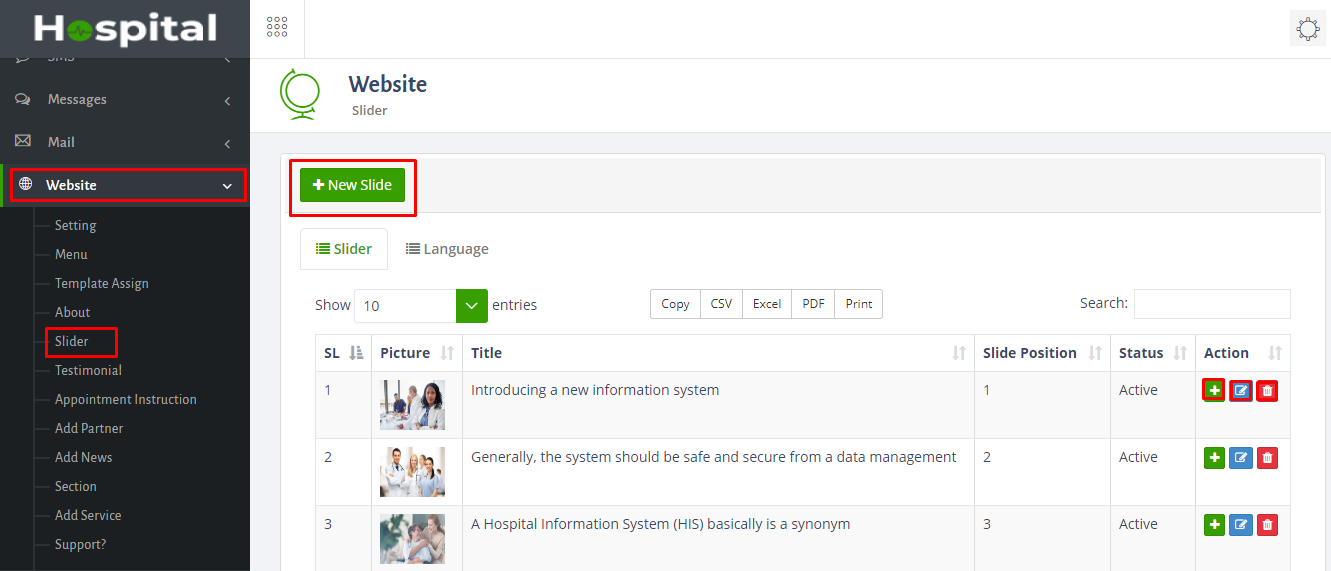 Hospital
SMS
Messages
Mail
Website
Setting
Menu
Template Assign
About
Slider
Testimonial
Appointment Instruction
Add Partner
Add News
Section
Add Service
Support?
Website
Slider
New Slide
Slider Language
Show 10 entries Copy CSV Excel PDF Print Search:
SL Picture Title Slide Position Status Action
1 Introducing a new information system 1 Active
2 Generally, the system should be safe and secure from a data management 2 Active
3 A Hospital Information System (HIS) basically is a synonym 3 Active